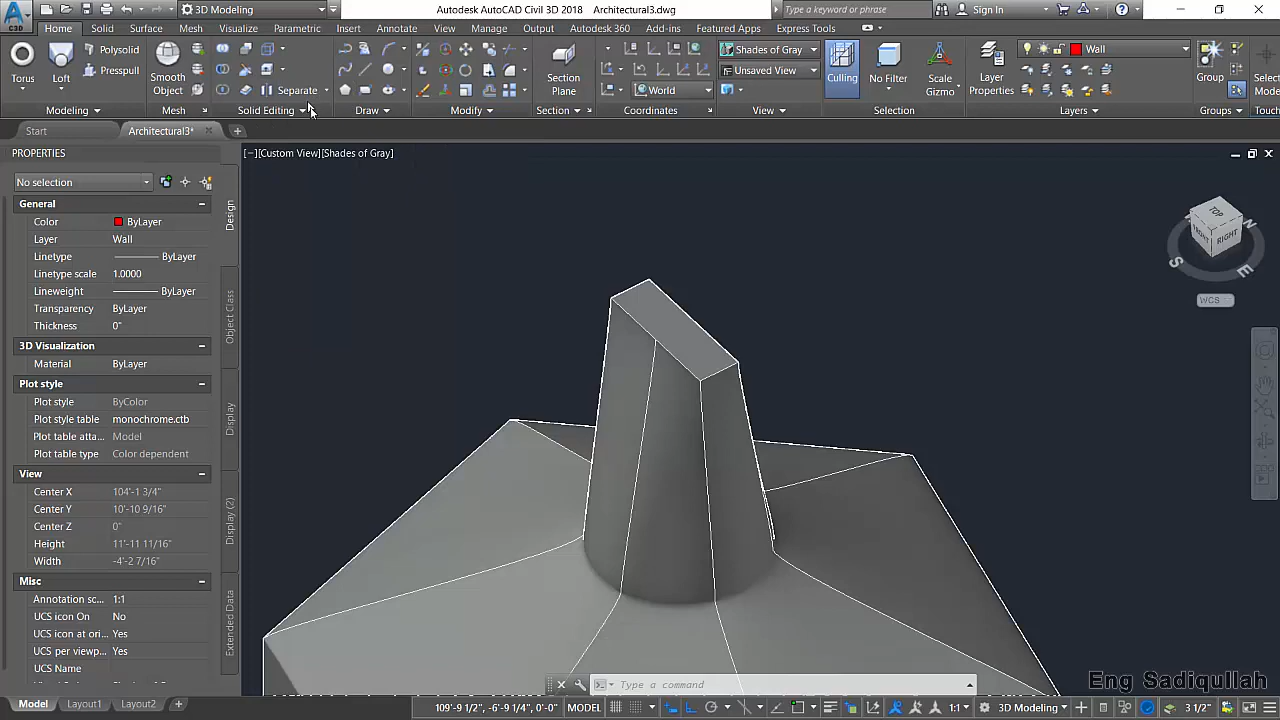 C3D
3D Modeling
Autodesk AutoCAD Civil 3D 2018 Architectural3.dwg
Type a keyword or phrase
Sign In
Home Solid Surface Mesh Visualize Parametric Insert Annotate View Manage Output Autodesk 360 Add-ins Featured Apps Express Tools
Torus
Loft
Polysolid
Presspull
Smooth
Object
Separate
Section
Plane
World
Shades of Gray
Unsaved View
Culling
No Filter
Scale
Gizmo
Layer
Properties
Wall
Group
Select
Mode
Modeling Mesh Solid Editing Draw Modify Section Coordinates View Selection Layers Groups Touch
Start Architectural3*
PROPERTIES
[−][Custom View][Shades of Gray]
No selection
General
Color ByLayer
Layer Wall
Linetype ByLayer
Linetype scale 1.0000
Lineweight ByLayer
Transparency ByLayer
Thickness 0"
3D Visualization
Material ByLayer
Plot style
Plot style ByColor
Plot style table monochrome.ctb
Plot table atta... Model
Plot table type Color dependent
View
Center X 104'-1 3/4"
Center Y 10'-10 9/16"
Center Z 0"
Height 11'-11 11/16"
Width -4'-2 7/16"
Misc
Annotation sc... 1:1
UCS icon On No
UCS icon at ori... Yes
UCS per viewp... Yes
UCS Name
Design
Object Class
Display
Display (2)
Extended Data
TOP
FRONT
RIGHT
N
S
E
WCS
Type a command
Eng Sadiqullah
Model Layout1 Layout2
109'-9 1/2", -6'-9 1/4", 0'-0" MODEL
1:1
3D Modeling
3 1/2"